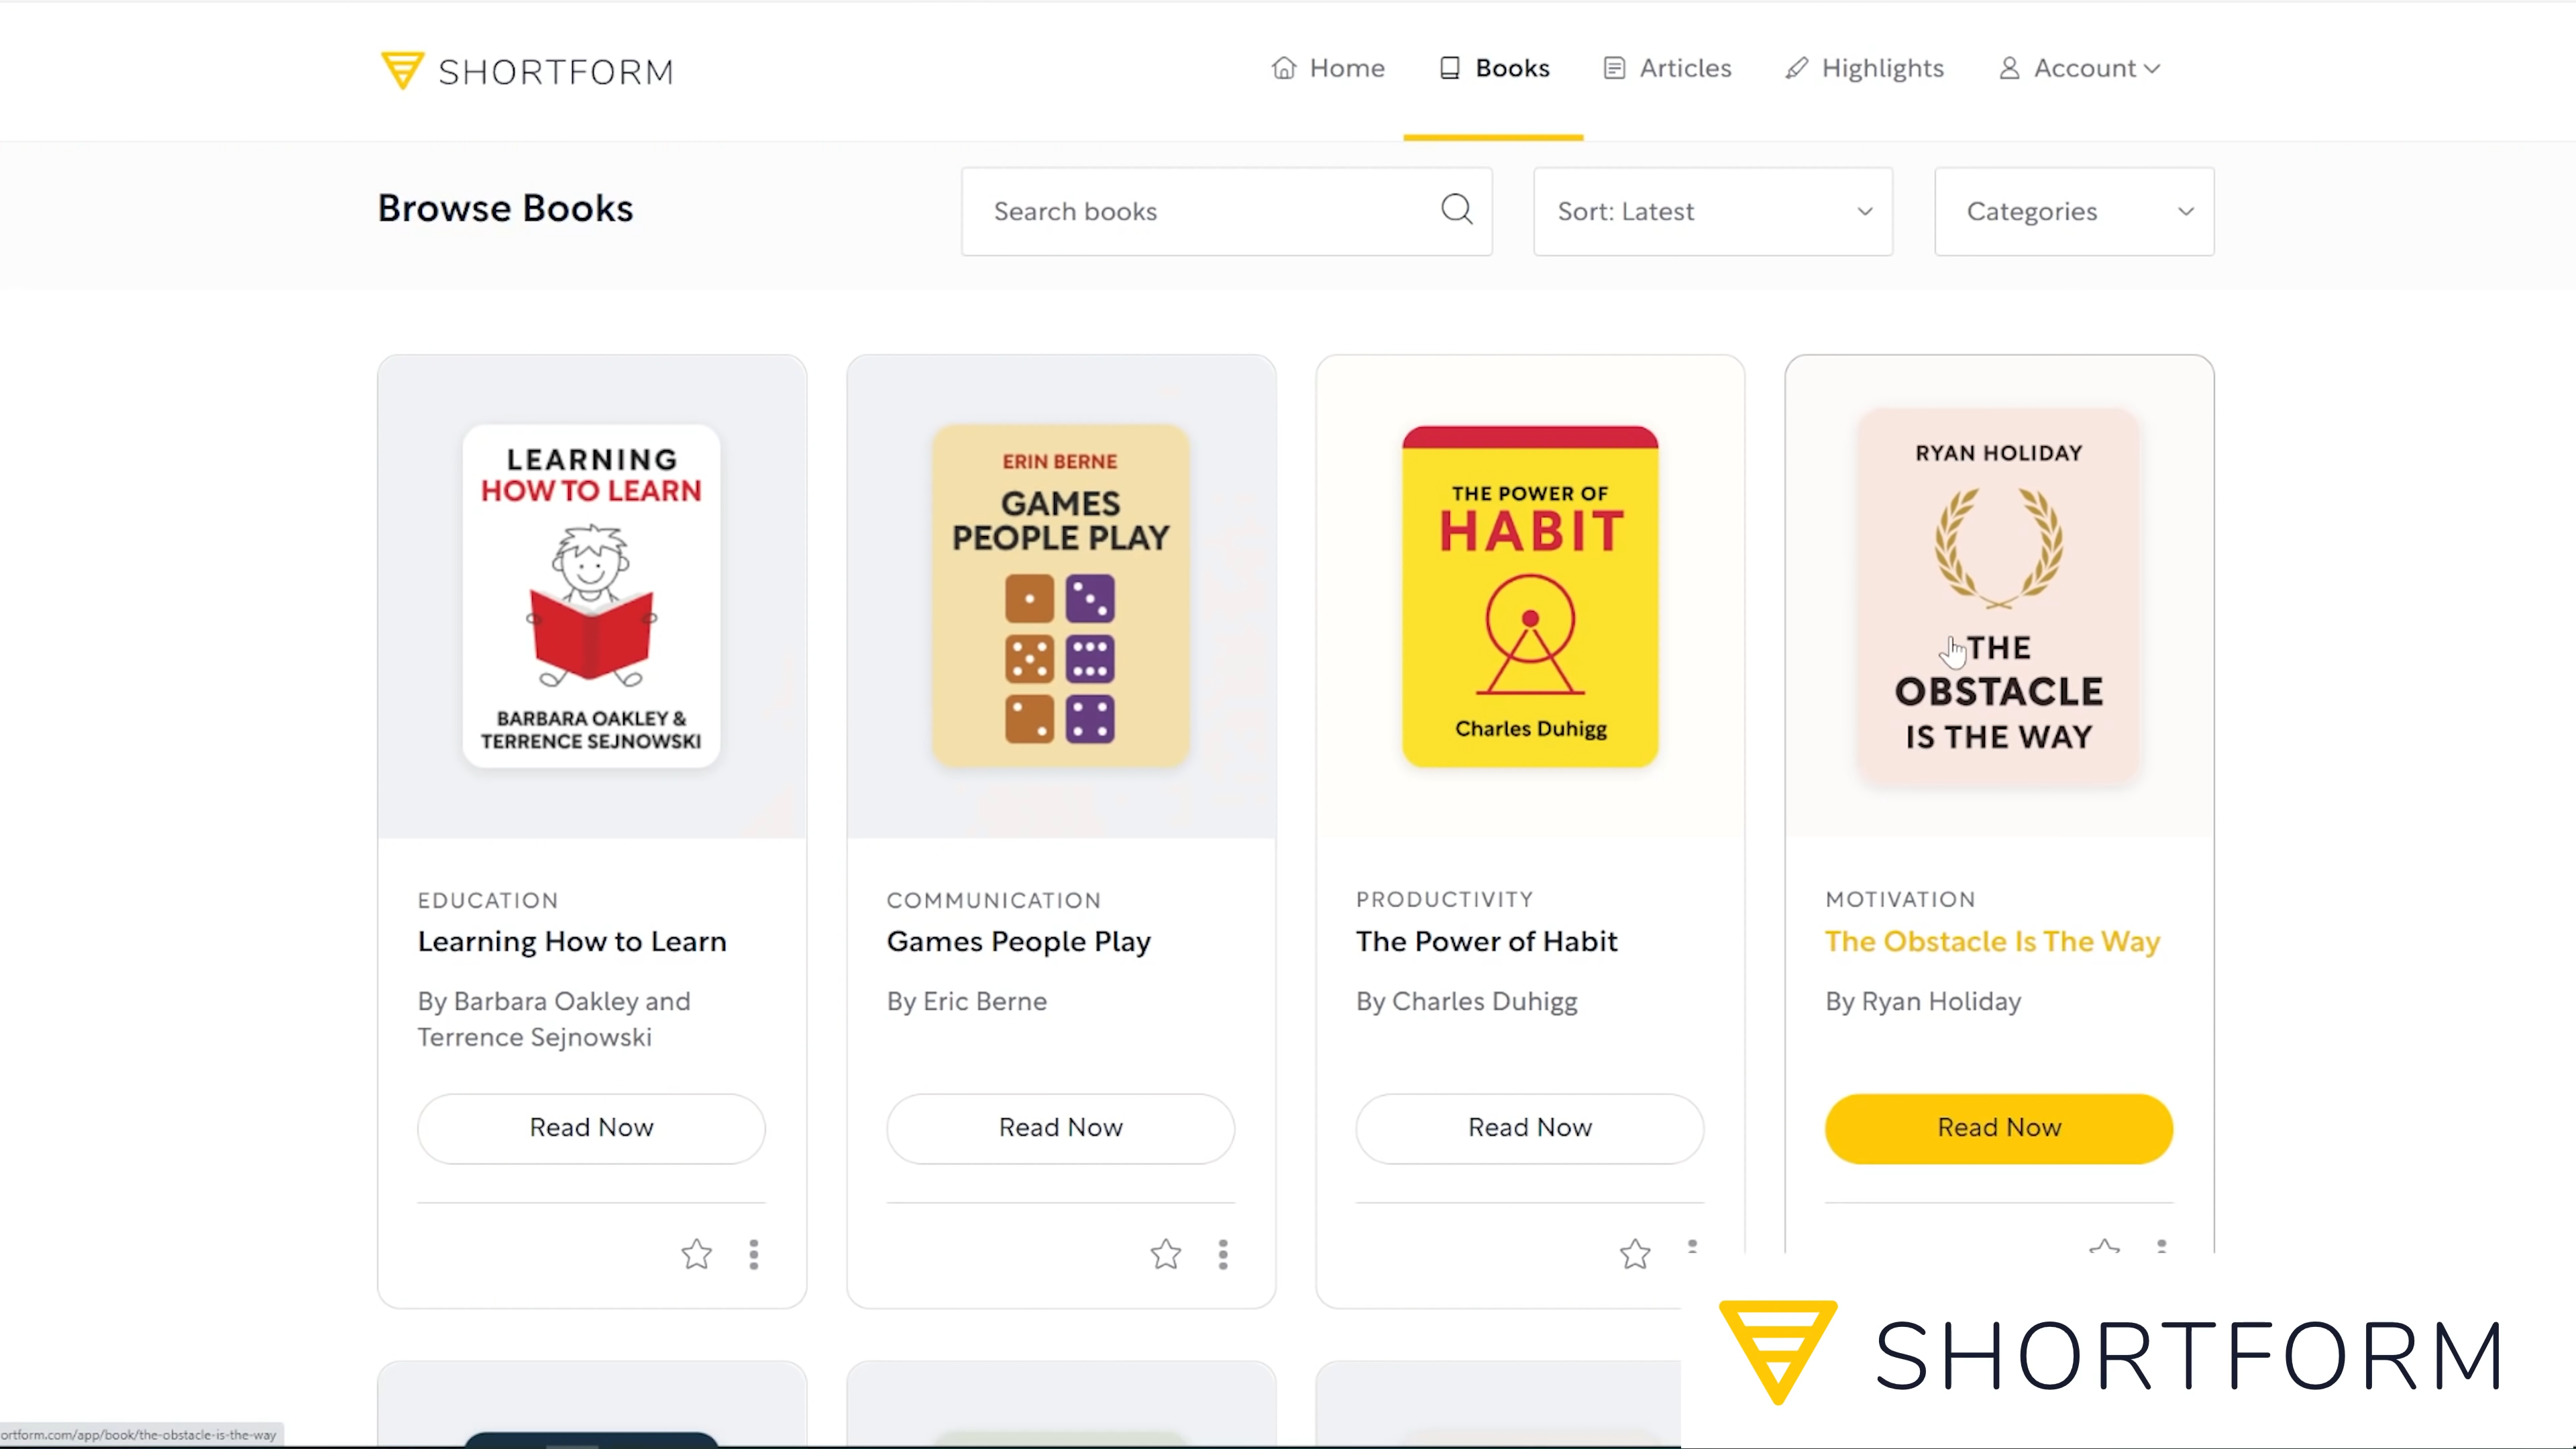 SHORTFORM
Home
Books
Articles
Highlights
Account
Browse Books
Search books
Sort: Latest
Categories
LEARNING
HOW TO LEARN
BARBARA OAKLEY &
TERRENCE SEJNOWSKI
EDUCATION
Learning How to Learn
By Barbara Oakley and
Terrence Sejnowski
Read Now
ERIN BERNE
GAMES
PEOPLE PLAY
COMMUNICATION
Games People Play
By Eric Berne
Read Now
THE POWER OF
HABIT
Charles Duhigg
PRODUCTIVITY
The Power of Habit
By Charles Duhigg
Read Now
RYAN HOLIDAY
THE
OBSTACLE
IS THE WAY
MOTIVATION
The Obstacle Is The Way
By Ryan Holiday
Read Now
SHORTFORM
ortform.com/app/book/the-obstacle-is-the-way